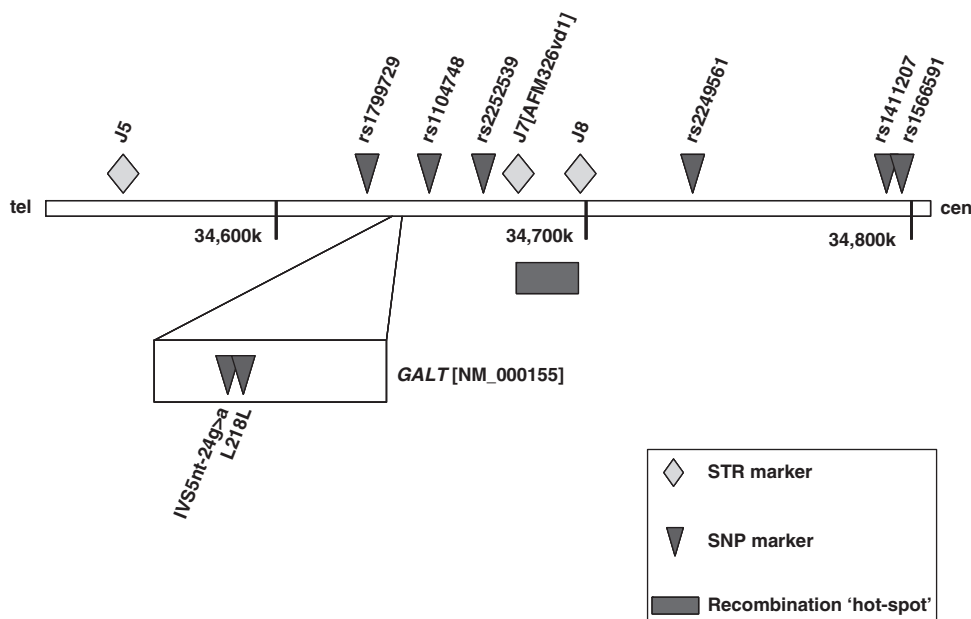 J5
rs1799729
rs1104748
rs2252539
J7[AFM326vd1]
J8
rs2249561
rs1411207
rs1566591
tel
cen
34,600k
34,700k
34,800k
GALT [NM_000155]
IVS5nt-24g>a
L218L
STR marker
SNP marker
Recombination ‘hot-spot’